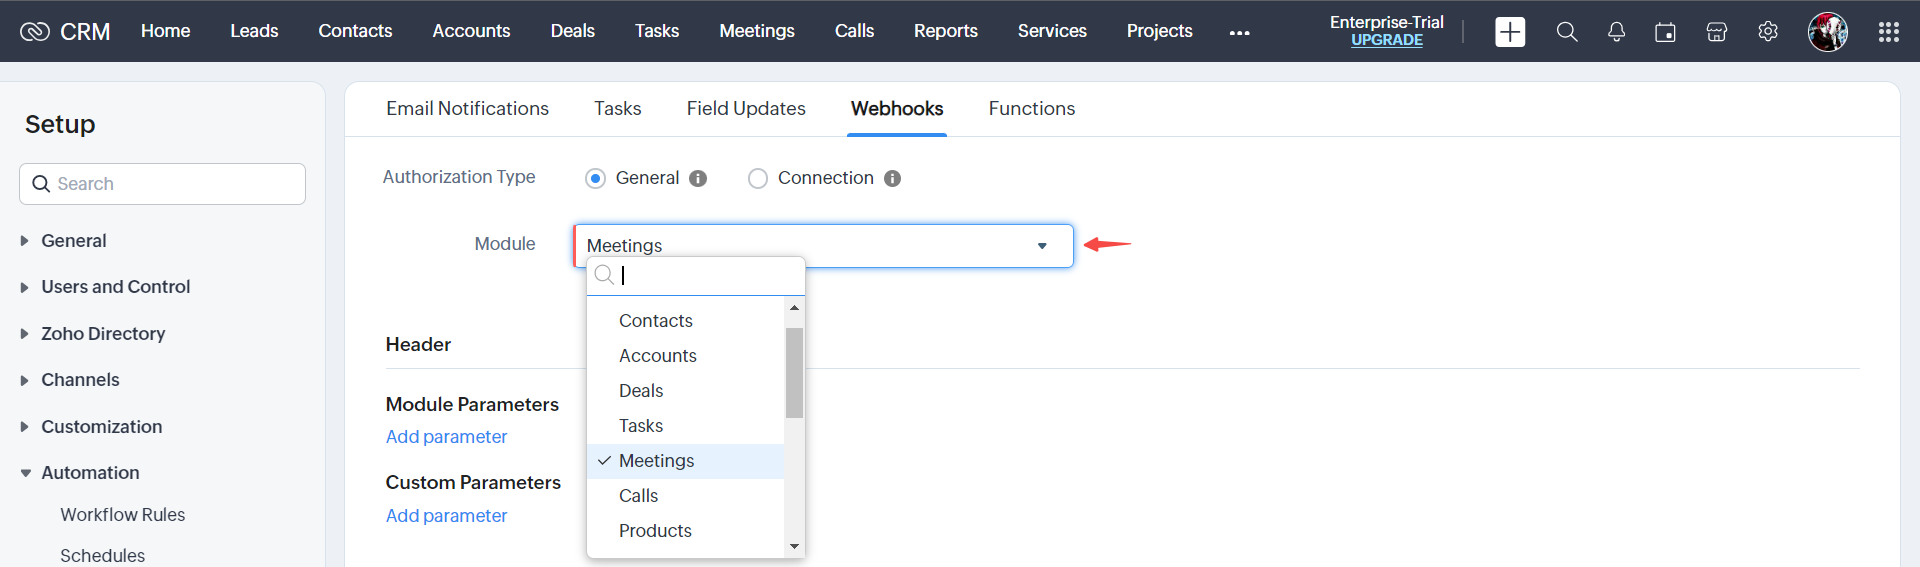 CRM Home Leads Contacts Accounts Deals Tasks Meetings Calls Reports Services Projects ... Enterprise-Trial
UPGRADE
Setup
Search
General
Users and Control
Zoho Directory
Channels
Customization
Automation
Workflow Rules
Schedules
Email Notifications Tasks Field Updates Webhooks Functions
Authorization Type General Connection
Module Meetings
Contacts
Accounts
Deals
Tasks
Meetings
Calls
Products
Header
Module Parameters
Add parameter
Custom Parameters
Add parameter